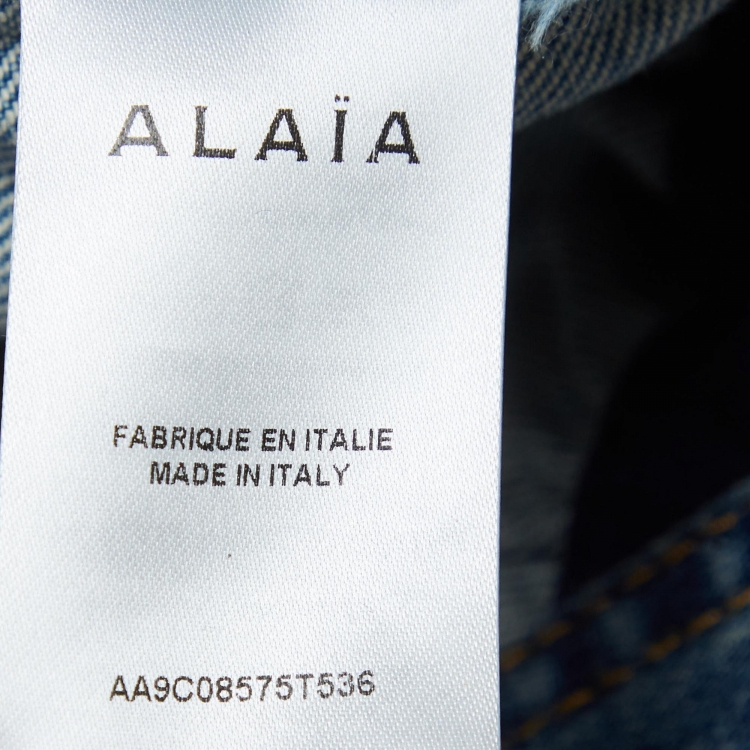 ALAÏA
FABRIQUE EN ITALIE
MADE IN ITALY
AA9C08575T536